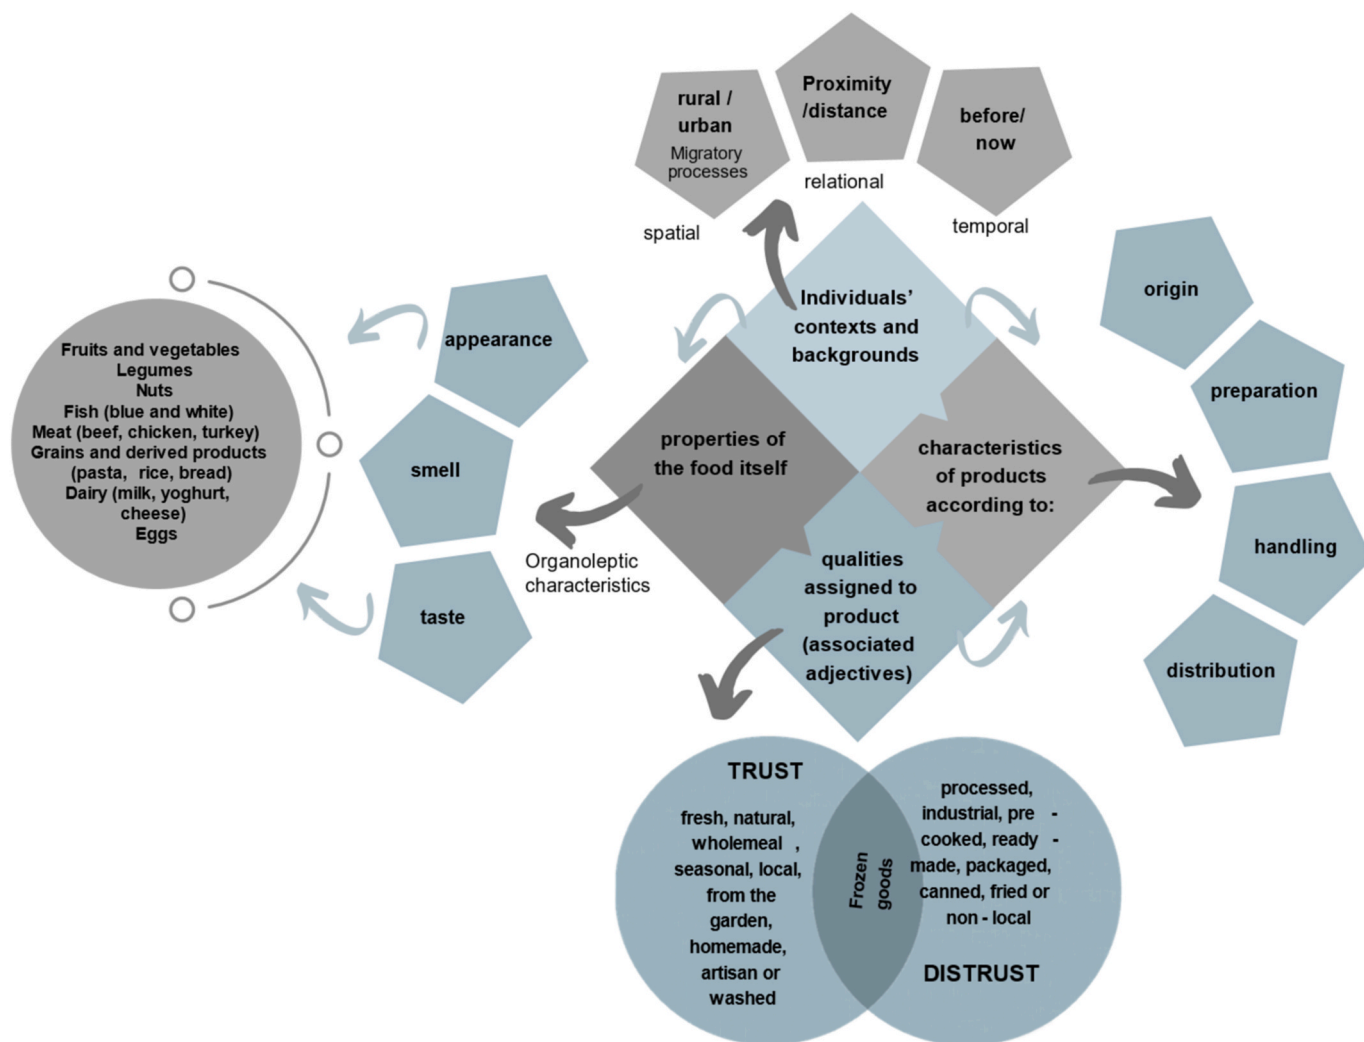 rural /
urban
Migratory
processes
spatial
Proximity
/distance
relational
before/
now
temporal
Individuals’
contexts and
backgrounds
properties of
the food itself
characteristics
of products
according to:
qualities
assigned to
product
(associated
adjectives)
Organoleptic
characteristics
appearance
smell
taste
Fruits and vegetables
Legumes
Nuts
Fish (blue and white)
Meat (beef, chicken, turkey)
Grains and derived products
(pasta, rice, bread)
Dairy (milk, yoghurt,
cheese)
Eggs
origin
preparation
handling
distribution
TRUST
fresh, natural,
wholemeal ,
seasonal, local,
from the
garden,
homemade,
artisan or
washed
Frozen
goods
processed,
industrial, pre -
cooked, ready -
made, packaged,
canned, fried or
non - local
DISTRUST